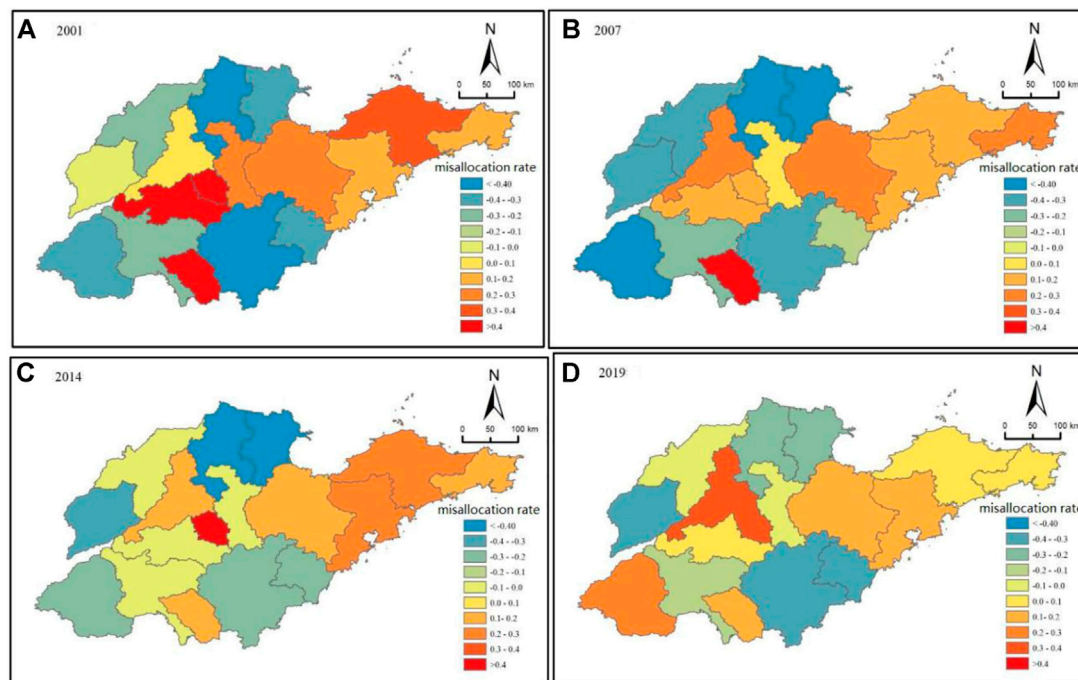 A
2001
N
0 50 100 km
misallocation rate
< -0.40
-0.4 - -0.3
-0.3 - -0.2
-0.2 - -0.1
-0.1 - 0.0
0.0 - 0.1
0.1- 0.2
0.2 - 0.3
0.3 - 0.4
>0.4
B
2007
N
0 50 100 km
misallocation rate
< -0.40
-0.4 - -0.3
-0.3 - -0.2
-0.2 - -0.1
-0.1 - 0.0
0.0 - 0.1
0.1- 0.2
0.2 - 0.3
0.3 - 0.4
>0.4
C
2014
N
0 50 100 km
misallocation rate
< -0.40
-0.4 - -0.3
-0.3 - -0.2
-0.2 - -0.1
-0.1 - 0.0
0.0 - 0.1
0.1- 0.2
0.2 - 0.3
0.3 - 0.4
>0.4
D
2019
N
0 50 100 km
misallocation rate
< -0.40
-0.4 - -0.3
-0.3 - -0.2
-0.2 - -0.1
-0.1 - 0.0
0.0 - 0.1
0.1- 0.2
0.2 - 0.3
0.3 - 0.4
>0.4